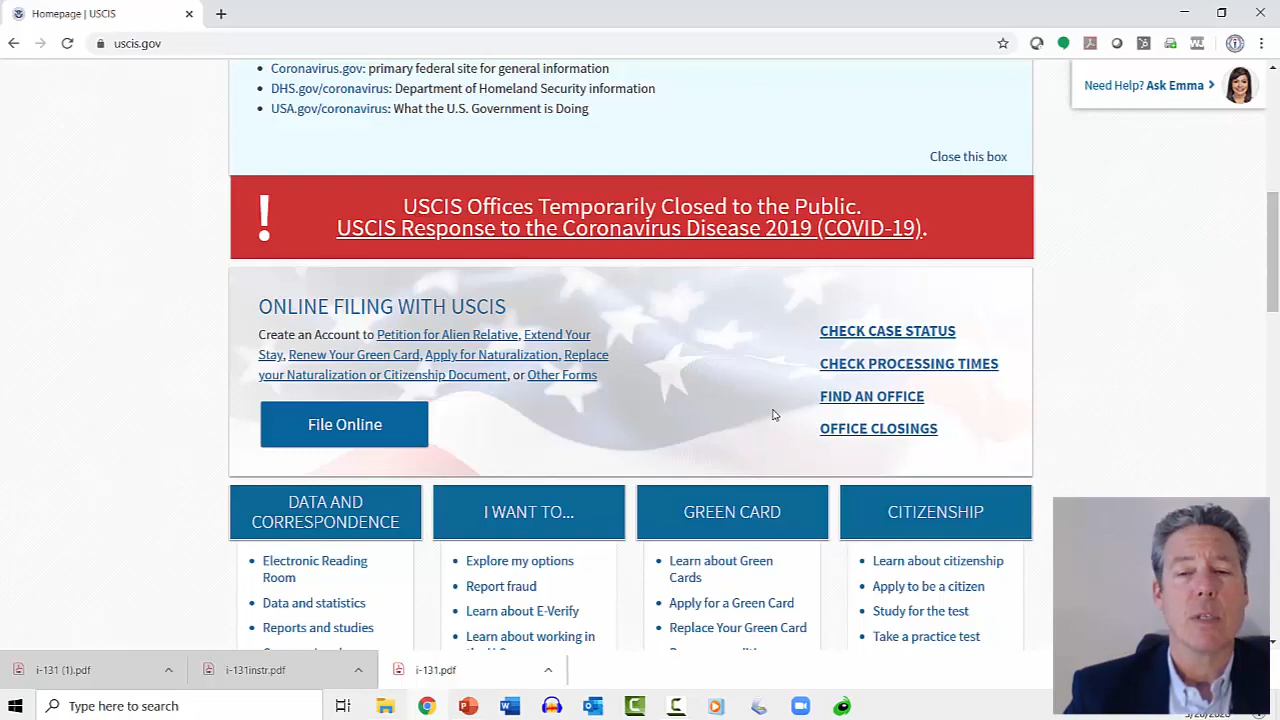 Homepage | USCIS
uscis.gov
Coronavirus.gov: primary federal site for general information
DHS.gov/coronavirus: Department of Homeland Security information
USA.gov/coronavirus: What the U.S. Government is Doing
Need Help? Ask Emma
Close this box
! USCIS Offices Temporarily Closed to the Public.
USCIS Response to the Coronavirus Disease 2019 (COVID-19).
ONLINE FILING WITH USCIS
Create an Account to Petition for Alien Relative, Extend Your
Stay, Renew Your Green Card, Apply for Naturalization, Replace
your Naturalization or Citizenship Document, or Other Forms
File Online
CHECK CASE STATUS
CHECK PROCESSING TIMES
FIND AN OFFICE
OFFICE CLOSINGS
DATA AND
CORRESPONDENCE
Electronic Reading
Room
Data and statistics
Reports and studies
I WANT TO...
Explore my options
Report fraud
Learn about E-Verify
Learn about working in
GREEN CARD
Learn about Green
Cards
Apply for a Green Card
Replace Your Green Card
CITIZENSHIP
Learn about citizenship
Apply to be a citizen
Study for the test
Take a practice test
i-131 (1).pdf
i-131instr.pdf
i-131.pdf
Type here to search